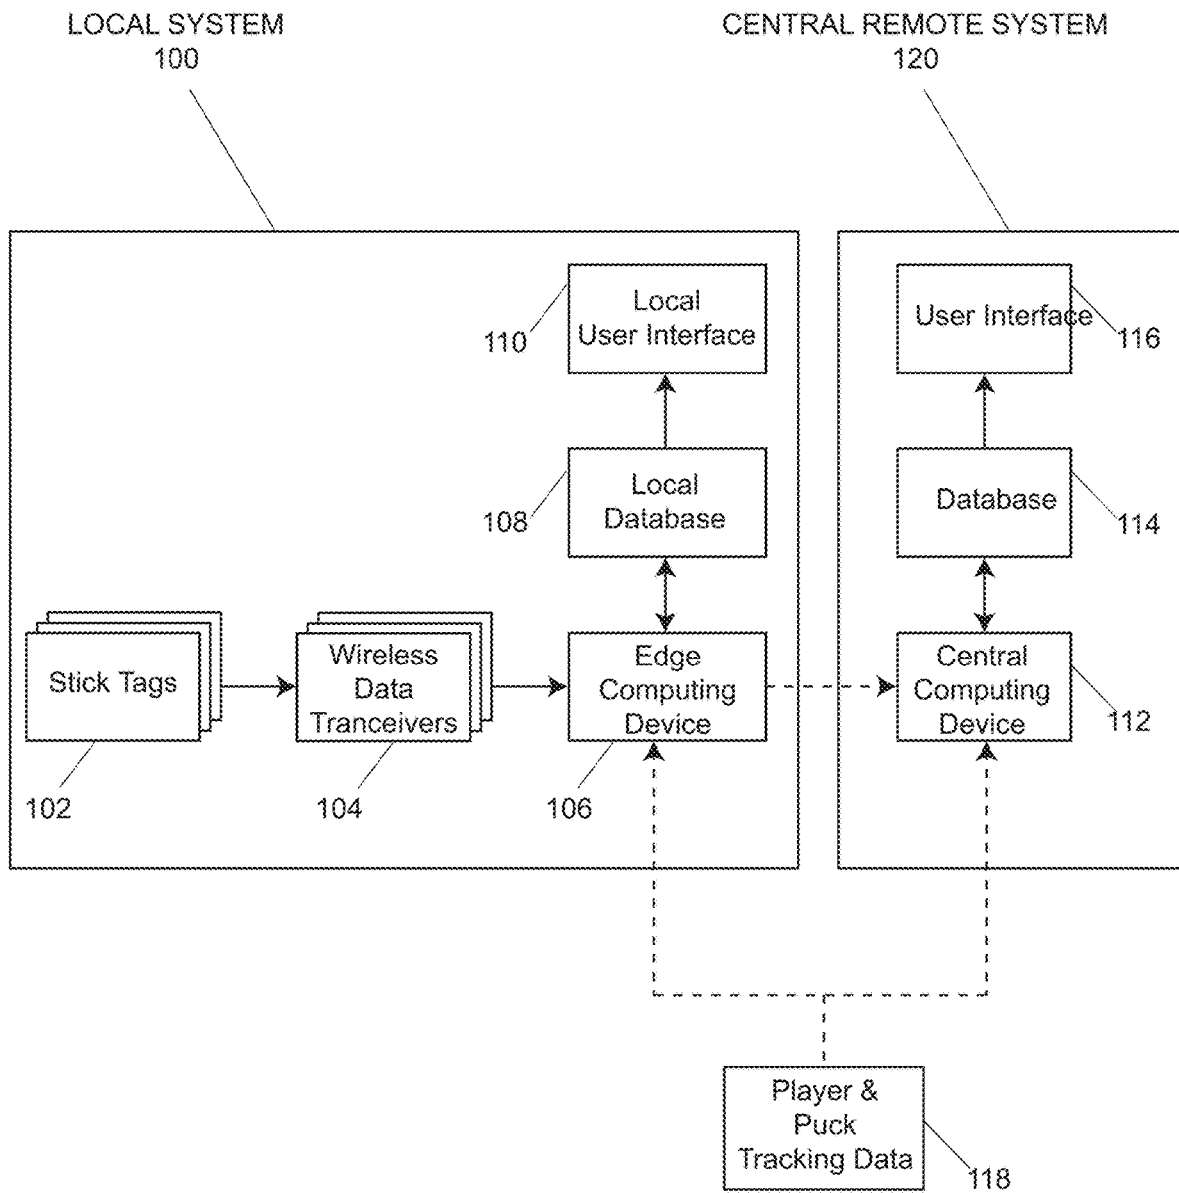 LOCAL SYSTEM
100
CENTRAL REMOTE SYSTEM
120
Local
User Interface
110
User Interface
116
Local
Database
108
Database
114
Stick Tags
102
Wireless
Data
Tranceivers
104
Edge
Computing
Device
106
Central
Computing
Device
112
Player &
Puck
Tracking Data
118